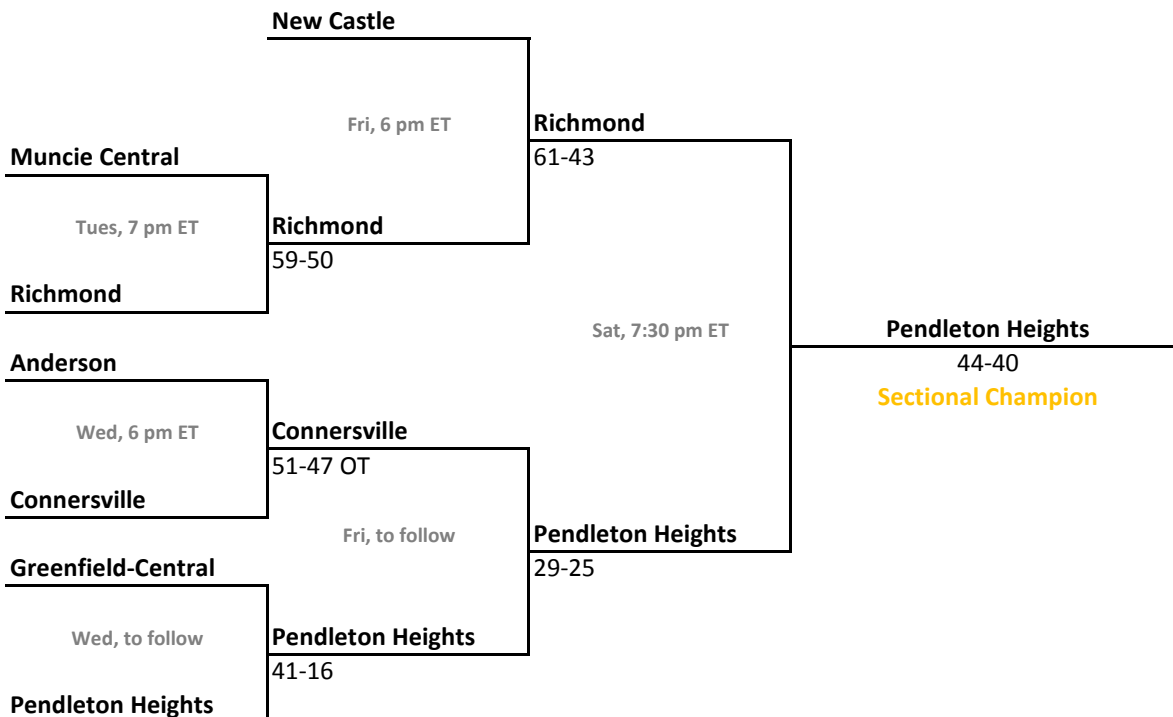 New Castle
Fri, 6 pm ET
Richmond
61-43
Muncie Central
Tues, 7 pm ET
Richmond
59-50
Richmond
Sat, 7:30 pm ET
Pendleton Heights
44-40
Sectional Champion
Anderson
Wed, 6 pm ET
Connersville
51-47 OT
Connersville
Fri, to follow
Pendleton Heights
29-25
Greenfield-Central
Wed, to follow
Pendleton Heights
41-16
Pendleton Heights